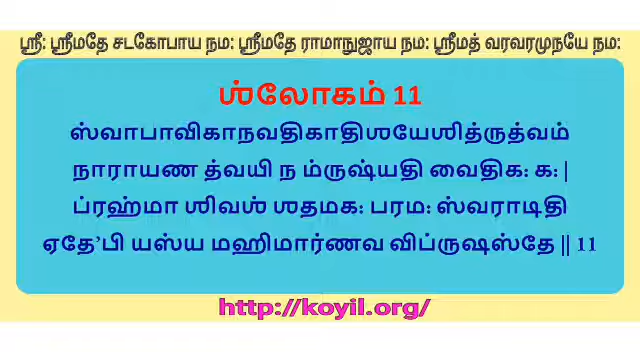 ஸ்ரீ: ஸ்ரீமதே சடகோபாய நம: ஸ்ரீமதே ராமாநுஜாய நம: ஸ்ரீமத் வரவரமுநயே நம:
ஶ்லோகம் 11
ஸ்வாபாவிகாநவதிகாதிஶயேஶித்ருத்வம்
நாராயண த்வயி ந ம்ருஷ்யதி வைதிக: க: |
ப்ரஹ்மா ஶிவஶ் ஶதமக: பரம: ஸ்வராடிதி
ஏதே’பி யஸ்ய மஹிமார்ணவ விப்ருஷஸ்தே || 11
http://koyil.org/